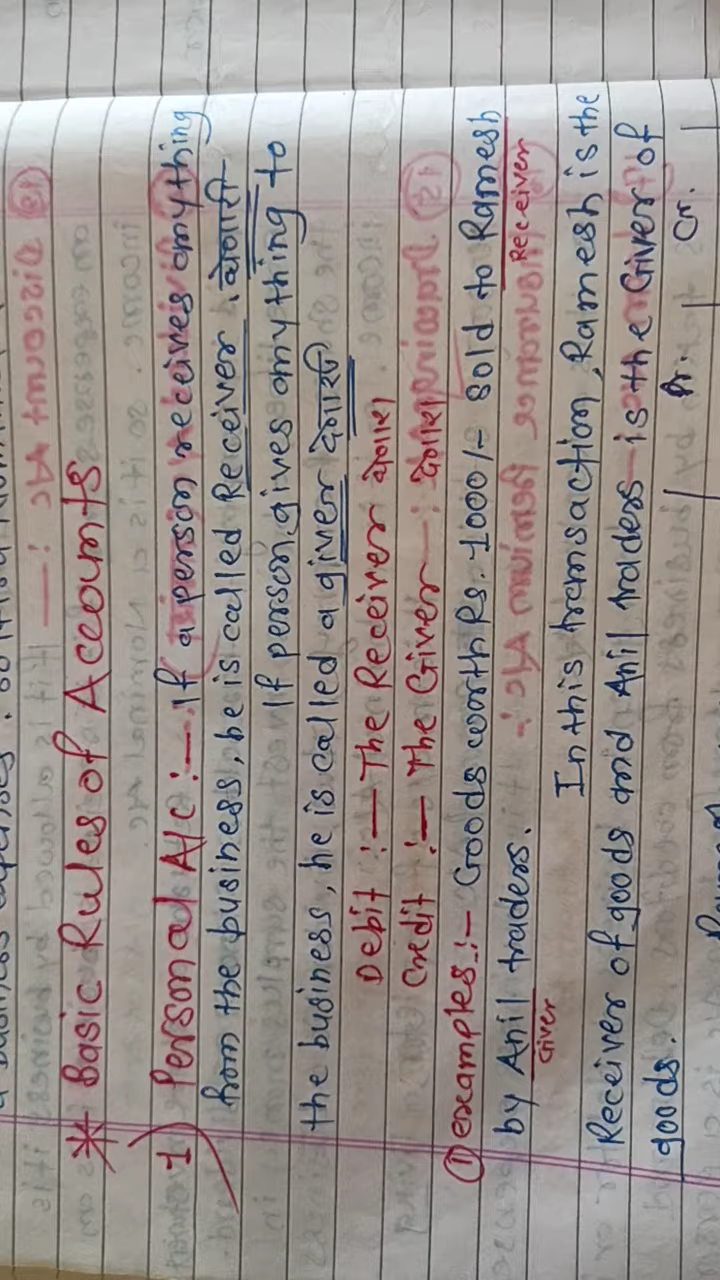 * Basic Rules of Accounts
1) Personal A/C :— If a person receives anything
from the business, he is called Receiver. घेणारा
If person gives anything to
the business, he is called a giver देणारा
Debit :— The Receiver घेणारा
Credit :— The Giver — देणारा
① examples :— Goods worth Rs. 1000/- sold to Ramesh
Receiver
by Anil traders.
Giver
In this transaction, Ramesh is the
Receiver of goods and Anil traders is the Giver of
goods.
Dr. Cr.